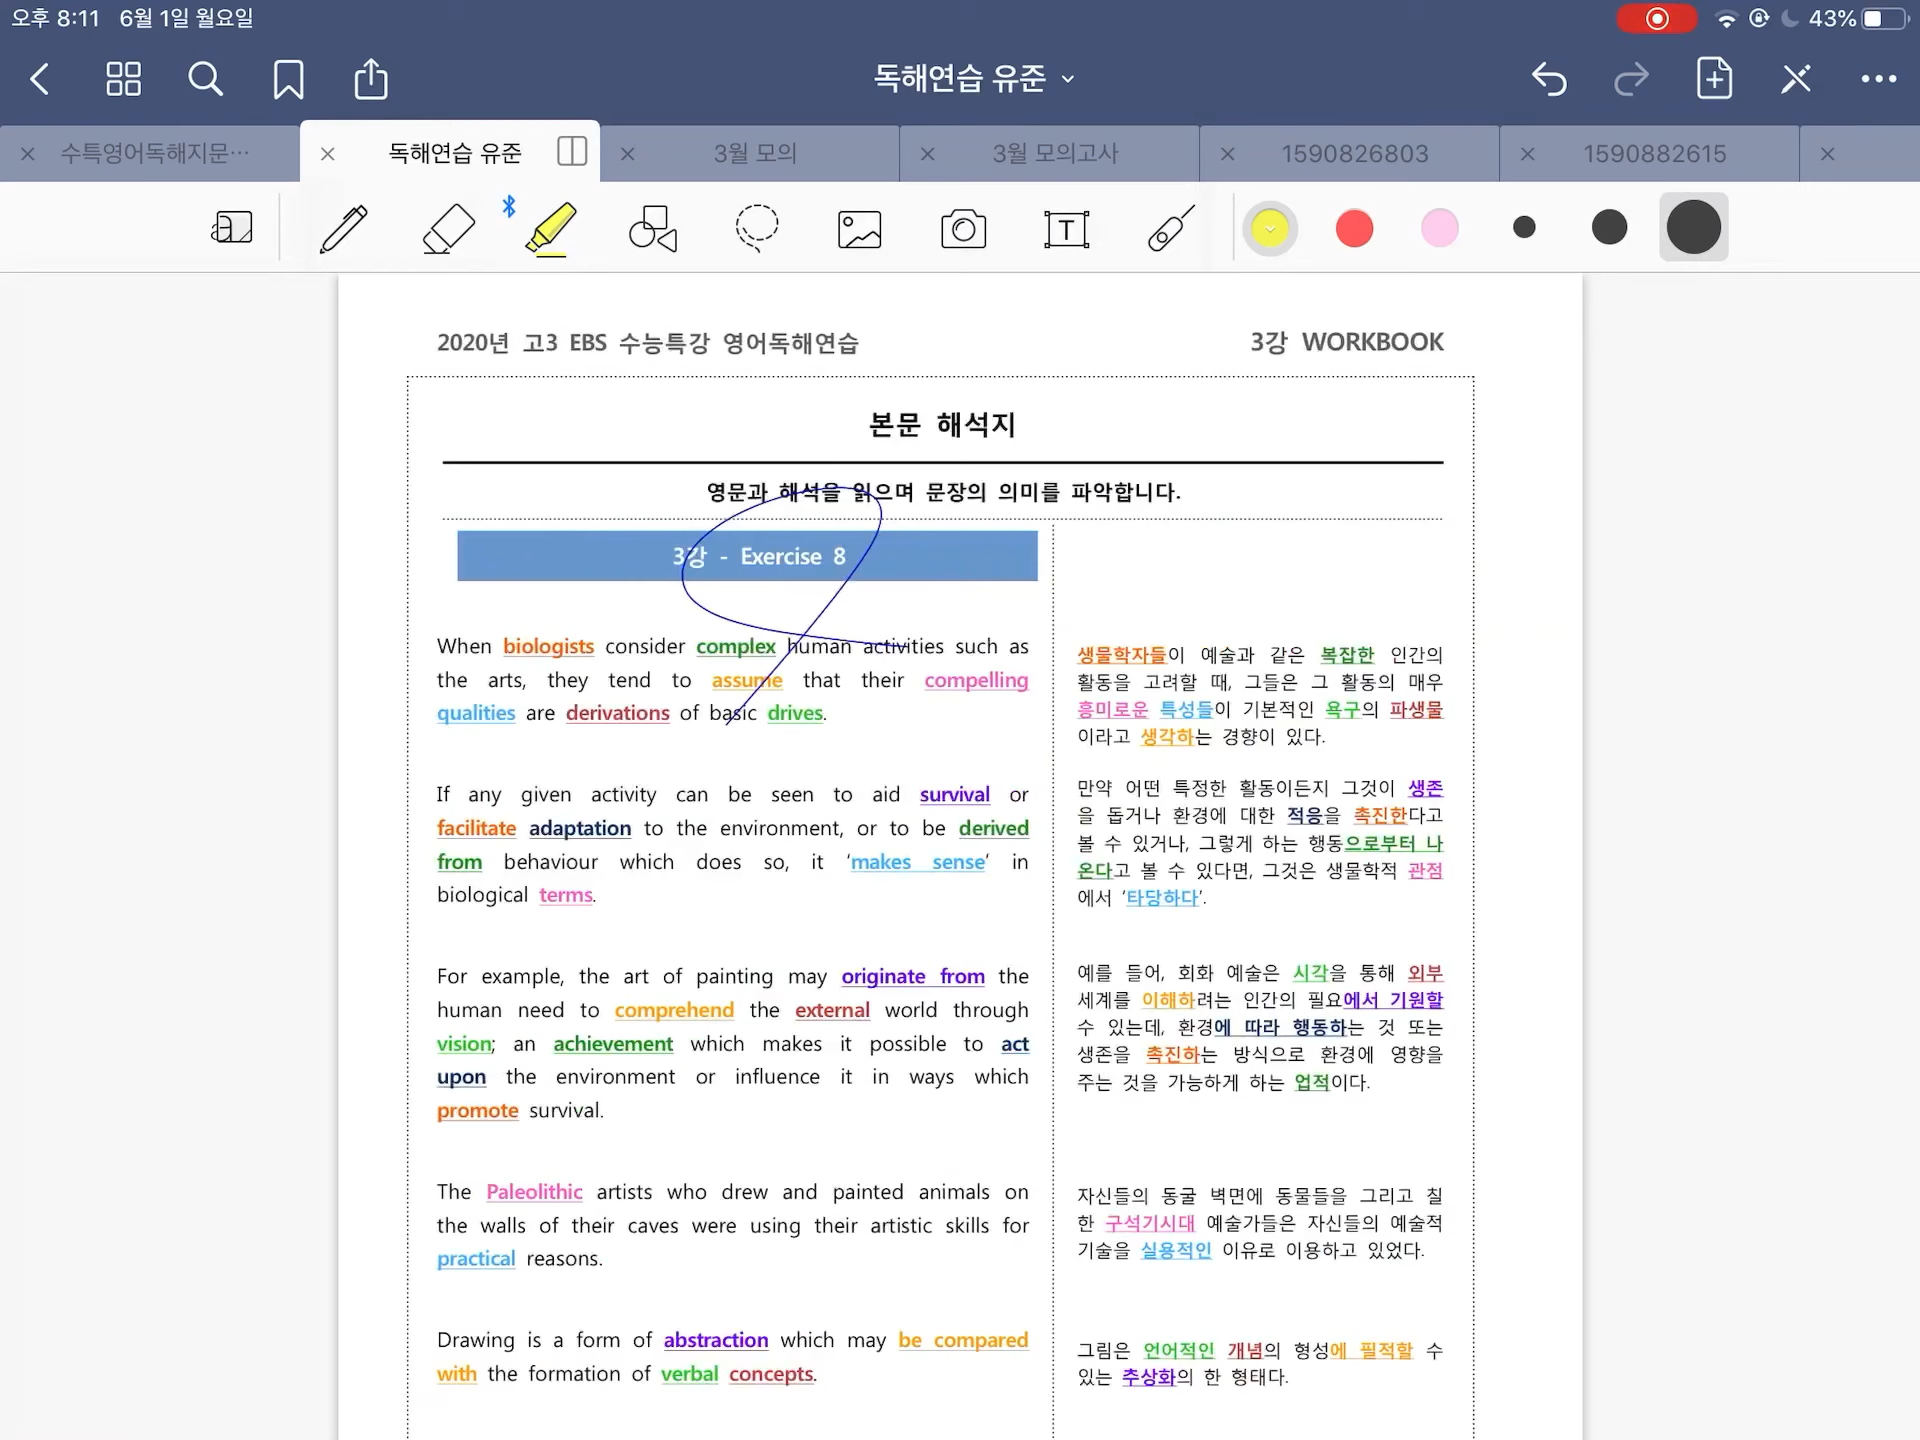 오후 8:11 6월 1일 월요일
43%
독해연습 유준
수특영어독해지문…
독해연습 유준
3월 모의
3월 모의고사
1590826803
1590882615
2020년 고3 EBS 수능특강 영어독해연습
3강 WORKBOOK
본문 해석지
영문과 해석을 읽으며 문장의 의미를 파악합니다.
3강 - Exercise 8
When biologists consider complex human activities such as
the arts, they tend to assume that their compelling
qualities are derivations of basic drives.
If any given activity can be seen to aid survival or
facilitate adaptation to the environment, or to be derived
from behaviour which does so, it ‘makes sense’ in
biological terms.
For example, the art of painting may originate from the
human need to comprehend the external world through
vision; an achievement which makes it possible to act
upon the environment or influence it in ways which
promote survival.
The Paleolithic artists who drew and painted animals on
the walls of their caves were using their artistic skills for
practical reasons.
Drawing is a form of abstraction which may be compared
with the formation of verbal concepts.
생물학자들이 예술과 같은 복잡한 인간의
활동을 고려할 때, 그들은 그 활동의 매우
흥미로운 특성들이 기본적인 욕구의 파생물
이라고 생각하는 경향이 있다.
만약 어떤 특정한 활동이든지 그것이 생존
을 돕거나 환경에 대한 적응을 촉진한다고
볼 수 있거나, 그렇게 하는 행동으로부터 나
온다고 볼 수 있다면, 그것은 생물학적 관점
에서 ‘타당하다’.
예를 들어, 회화 예술은 시각을 통해 외부
세계를 이해하려는 인간의 필요에서 기원할
수 있는데, 환경에 따라 행동하는 것 또는
생존을 촉진하는 방식으로 환경에 영향을
주는 것을 가능하게 하는 업적이다.
자신들의 동굴 벽면에 동물들을 그리고 칠
한 구석기시대 예술가들은 자신들의 예술적
기술을 실용적인 이유로 이용하고 있었다.
그림은 언어적인 개념의 형성에 필적할 수
있는 추상화의 한 형태다.